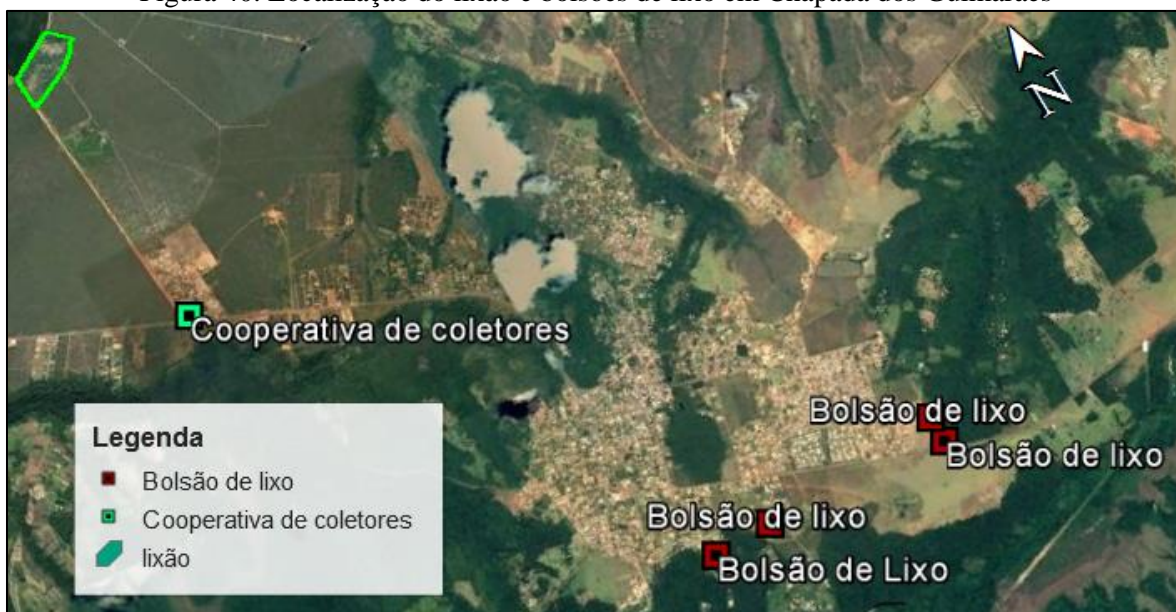 Figura 40: Localização do lixão e bolsões de lixo em Chapada dos Guimarães
N
Cooperativa de coletores
Bolsão de lixo
Bolsão de lixo
Bolsão de lixo
Bolsão de Lixo
Legenda
Bolsão de lixo
Cooperativa de coletores
lixão